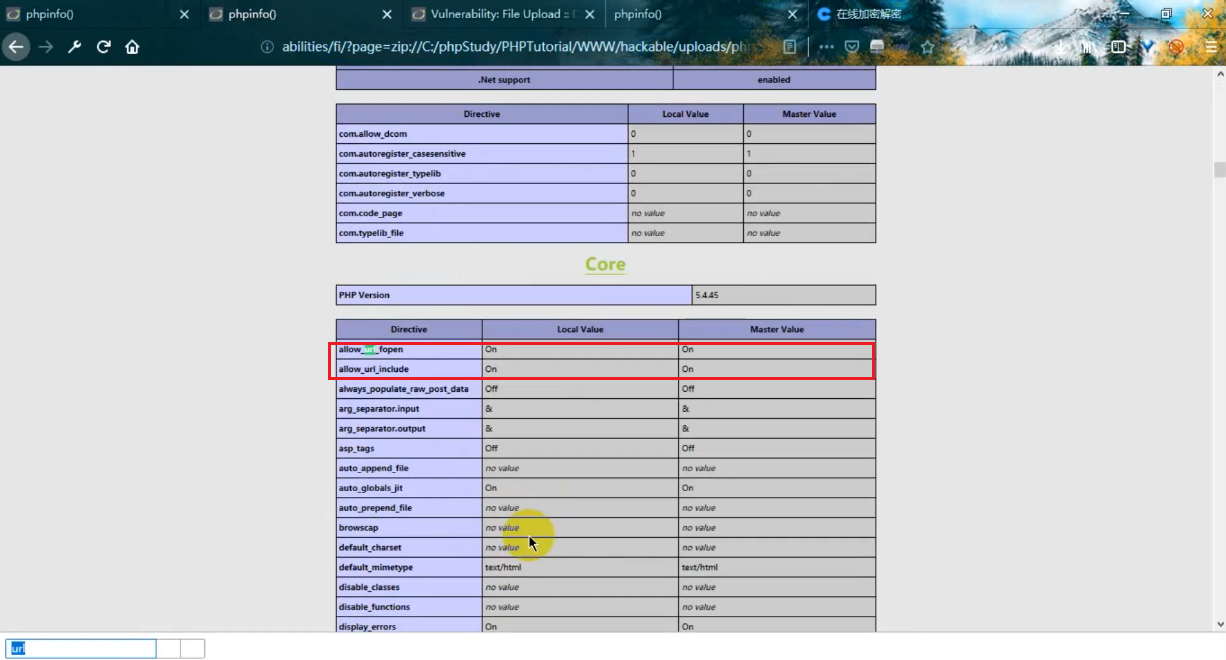 phpinfo()
phpinfo()
Vulnerability: File Upload ::
phpinfo()
在线加密解密
abilities/fi/?page=zip://C:/phpStudy/PHPTutorial/WWW/hackable/uploads/ph
.Net support enabled
Directive Local Value Master Value
com.allow_dcom 0 0
com.autoregister_casesensitive 1 1
com.autoregister_typelib 0 0
com.autoregister_verbose 0 0
com.code_page no value no value
com.typelib_file no value no value
Core
PHP Version 5.4.45
Directive Local Value Master Value
allow_url_fopen On On
allow_url_include On On
always_populate_raw_post_data Off Off
arg_separator.input & &
arg_separator.output & &
asp_tags Off Off
auto_append_file no value no value
auto_globals_jit On On
auto_prepend_file no value no value
browscap no value no value
default_charset no value no value
default_mimetype text/html text/html
disable_classes no value no value
disable_functions no value no value
display_errors On On
url